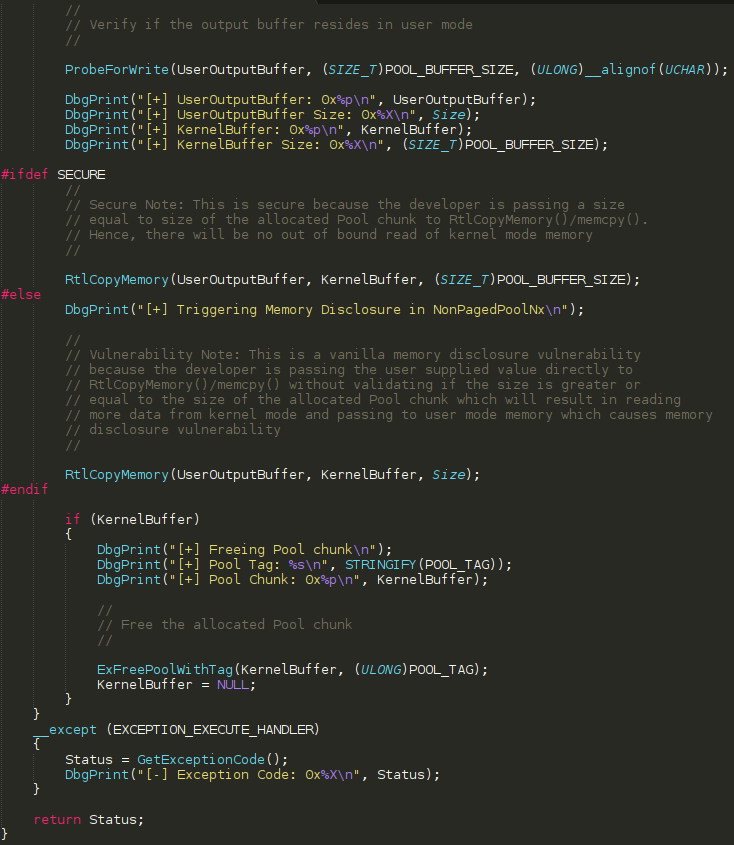 //
// Verify if the output buffer resides in user mode
//
ProbeForWrite(UserOutputBuffer, (SIZE_T)POOL_BUFFER_SIZE, (ULONG)__alignof(UCHAR));
DbgPrint("[+] UserOutputBuffer: 0x%p\n", UserOutputBuffer);
DbgPrint("[+] UserOutputBuffer Size: 0x%X\n", Size);
DbgPrint("[+] KernelBuffer: 0x%p\n", KernelBuffer);
DbgPrint("[+] KernelBuffer Size: 0x%X\n", (SIZE_T)POOL_BUFFER_SIZE);
#ifdef SECURE
//
// Secure Note: This is secure because the developer is passing a size
// equal to size of the allocated Pool chunk to RtlCopyMemory()/memcpy().
// Hence, there will be no out of bound read of kernel mode memory
//
RtlCopyMemory(UserOutputBuffer, KernelBuffer, (SIZE_T)POOL_BUFFER_SIZE);
#else
DbgPrint("[+] Triggering Memory Disclosure in NonPagedPoolNx\n");
//
// Vulnerability Note: This is a vanilla memory disclosure vulnerability
// because the developer is passing the user supplied value directly to
// RtlCopyMemory()/memcpy() without validating if the size is greater or
// equal to the size of the allocated Pool chunk which will result in reading
// more data from kernel mode and passing to user mode memory which causes memory
// disclosure vulnerability
//
RtlCopyMemory(UserOutputBuffer, KernelBuffer, Size);
#endif
if (KernelBuffer)
{
DbgPrint("[+] Freeing Pool chunk\n");
DbgPrint("[+] Pool Tag: %s\n", STRINGIFY(POOL_TAG));
DbgPrint("[+] Pool Chunk: 0x%p\n", KernelBuffer);
//
// Free the allocated Pool chunk
//
ExFreePoolWithTag(KernelBuffer, (ULONG)POOL_TAG);
KernelBuffer = NULL;
}
}
__except (EXCEPTION_EXECUTE_HANDLER)
{
Status = GetExceptionCode();
DbgPrint("[-] Exception Code: 0x%X\n", Status);
}
return Status;
}